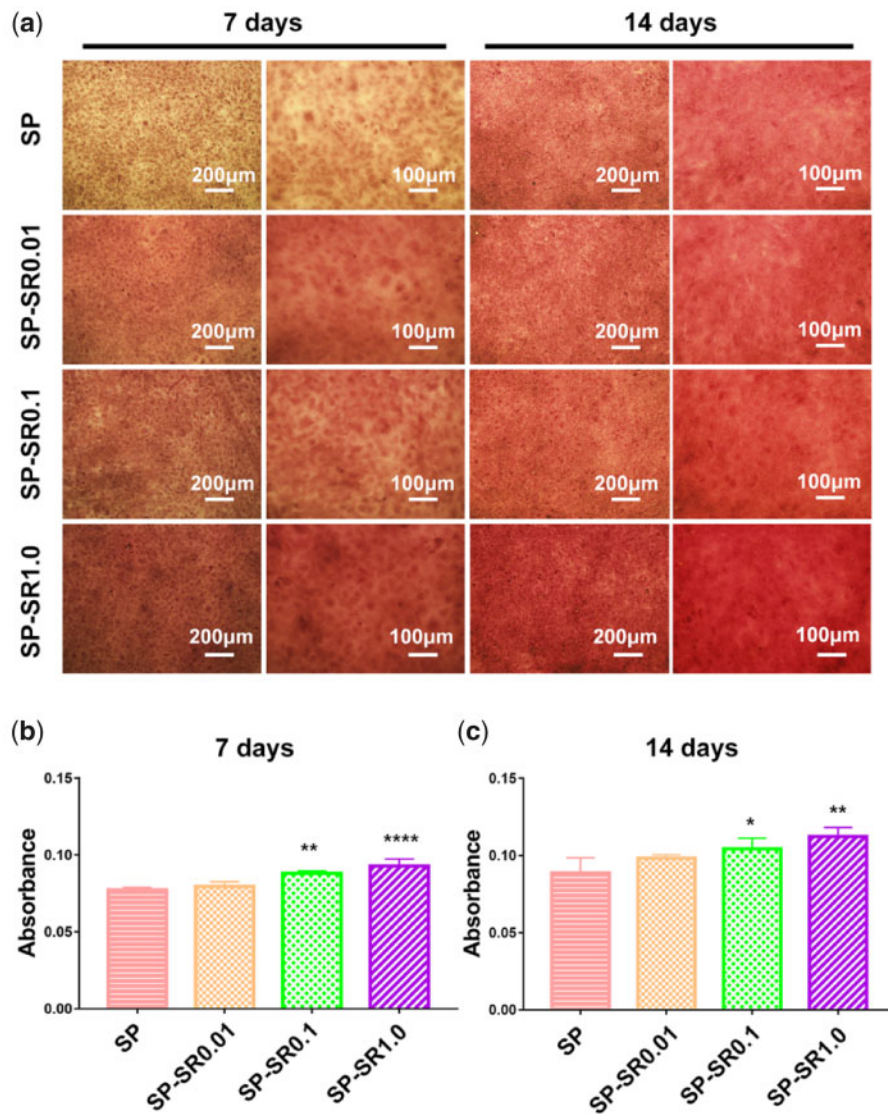 (a)
7 days
14 days
SP
200μm
100μm
200μm
100μm
SP-SR0.01
200μm
100μm
200μm
100μm
SP-SR0.1
200μm
100μm
200μm
100μm
SP-SR1.0
200μm
100μm
200μm
100μm
(b)
7 days
Absorbance
0.15
0.10
0.05
0.00
**
****
SP
SP-SR0.01
SP-SR0.1
SP-SR1.0
(c)
14 days
Absorbance
0.15
0.10
0.05
0.00
*
**
SP
SP-SR0.01
SP-SR0.1
SP-SR1.0